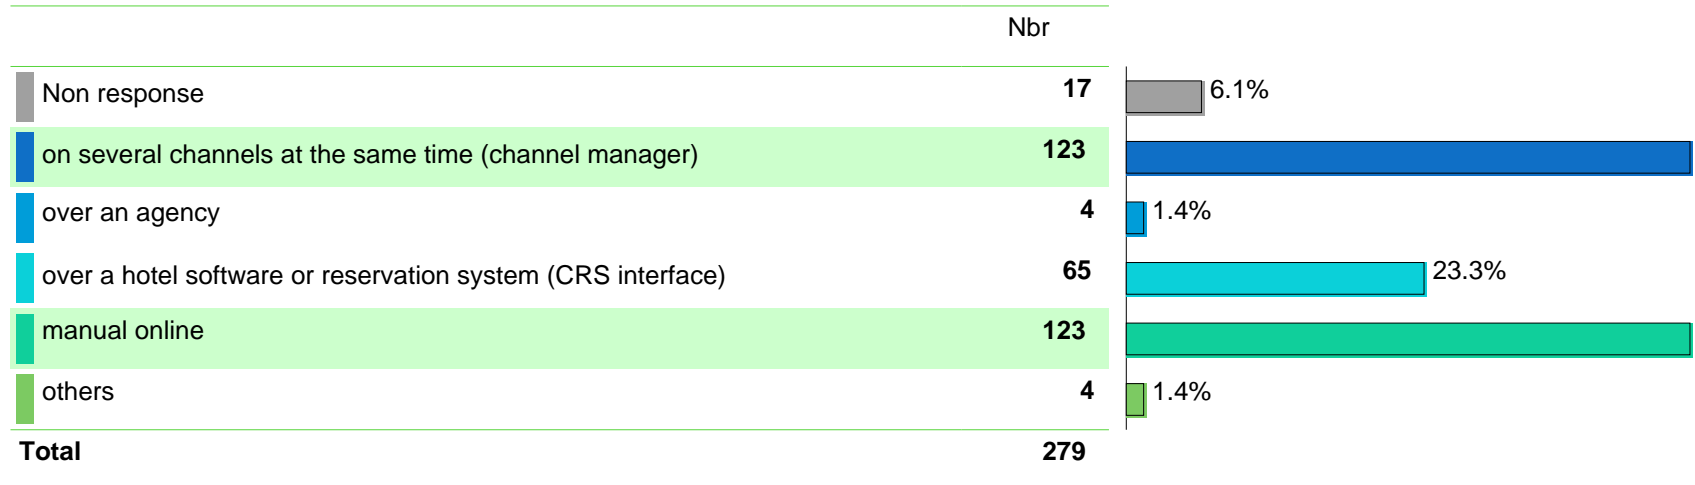 Nbr
Non response 17 6.1%
on several channels at the same time (channel manager) 123
over an agency 4 1.4%
over a hotel software or reservation system (CRS interface) 65 23.3%
manual online 123
others 4 1.4%
Total 279